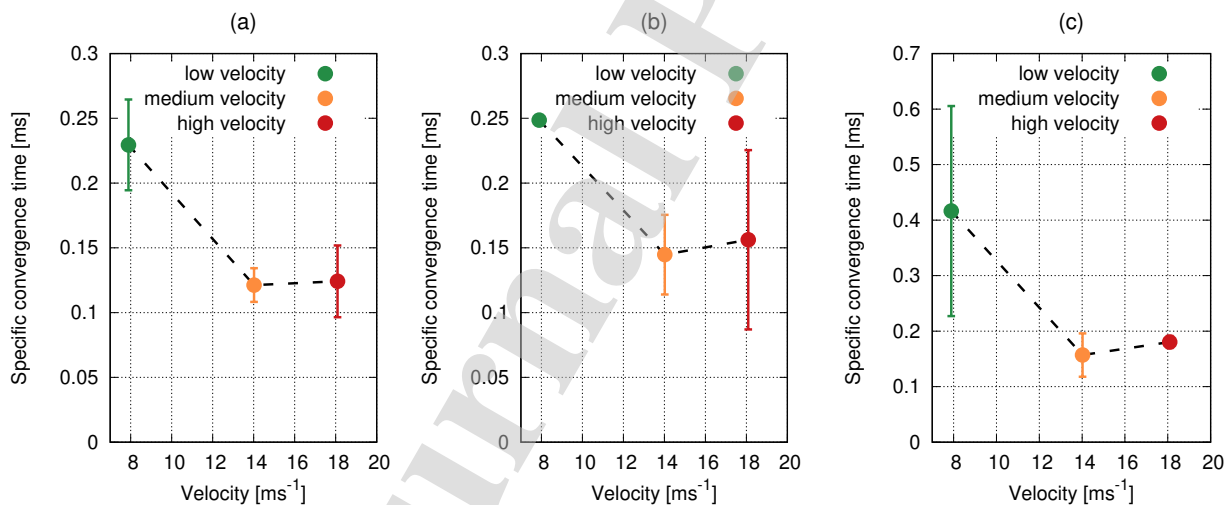 (a)
Specific convergence time [ms]
0.3
0.25
0.2
0.15
0.1
0.05
0
low velocity
medium velocity
high velocity
8 10 12 14 16 18 20
Velocity [ms-1]
(b)
Specific convergence time [ms]
0.3
0.25
0.2
0.15
0.1
0.05
0
low velocity
medium velocity
high velocity
8 10 12 14 16 18 20
Velocity [ms-1]
(c)
Specific convergence time [ms]
0.7
0.6
0.5
0.4
0.3
0.2
0.1
0
low velocity
medium velocity
high velocity
8 10 12 14 16 18 20
Velocity [ms-1]
urnal P